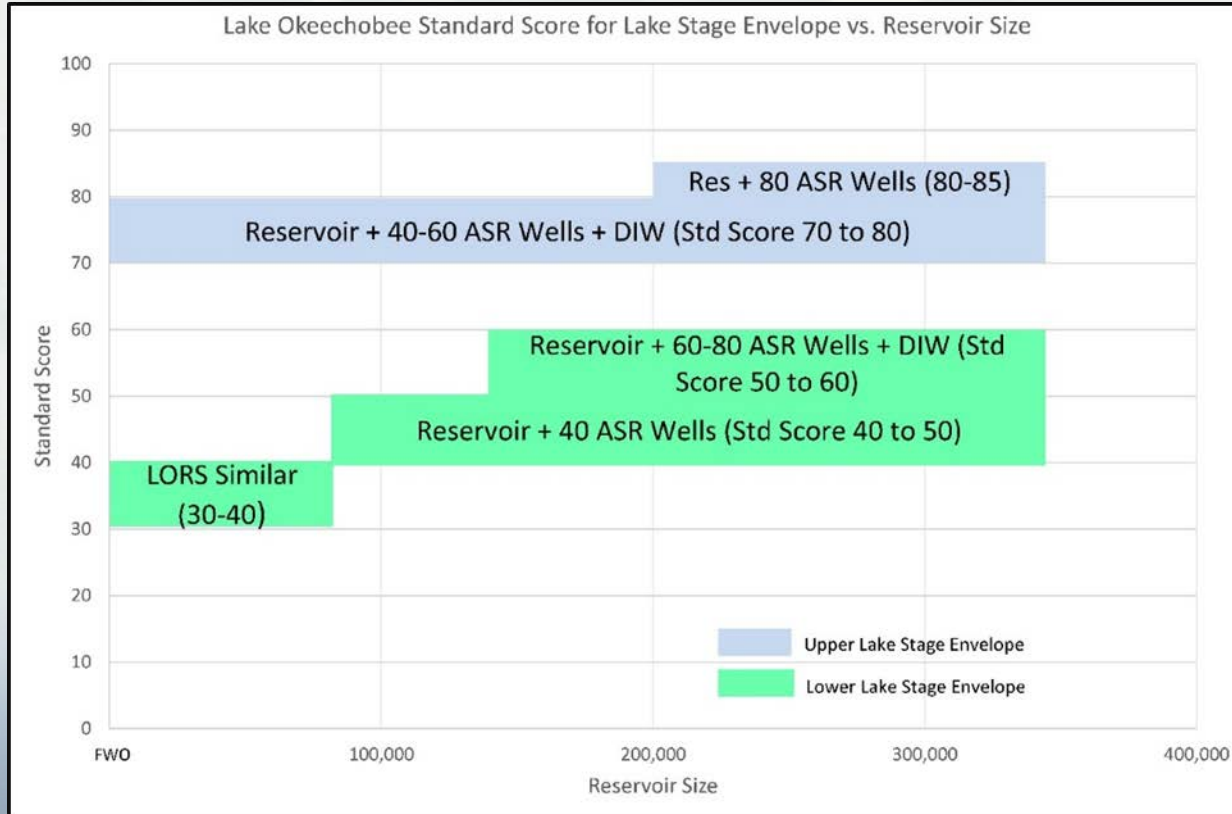 Lake Okeechobee Standard Score for Lake Stage Envelope vs. Reservoir Size
100
90
80
70
60
50
40
30
20
10
0
Standard Score
Res + 80 ASR Wells (80-85)
Reservoir + 40-60 ASR Wells + DIW (Std Score 70 to 80)
Reservoir + 60-80 ASR Wells + DIW (Std
Score 50 to 60)
Reservoir + 40 ASR Wells (Std Score 40 to 50)
LORS Similar
(30-40)
Upper Lake Stage Envelope
Lower Lake Stage Envelope
FWO
100,000
200,000
300,000
400,000
Reservoir Size